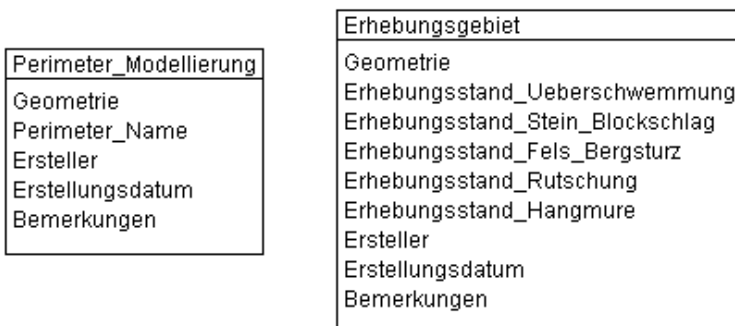 Perimeter_Modellierung
Geometrie
Perimeter_Name
Ersteller
Erstellungsdatum
Bemerkungen
Erhebungsgebiet
Geometrie
Erhebungsstand_Ueberschwemmung
Erhebungsstand_Stein_Blockschlag
Erhebungsstand_Fels_Bergsturz
Erhebungsstand_Rutschung
Erhebungsstand_Hangmure
Ersteller
Erstellungsdatum
Bemerkungen